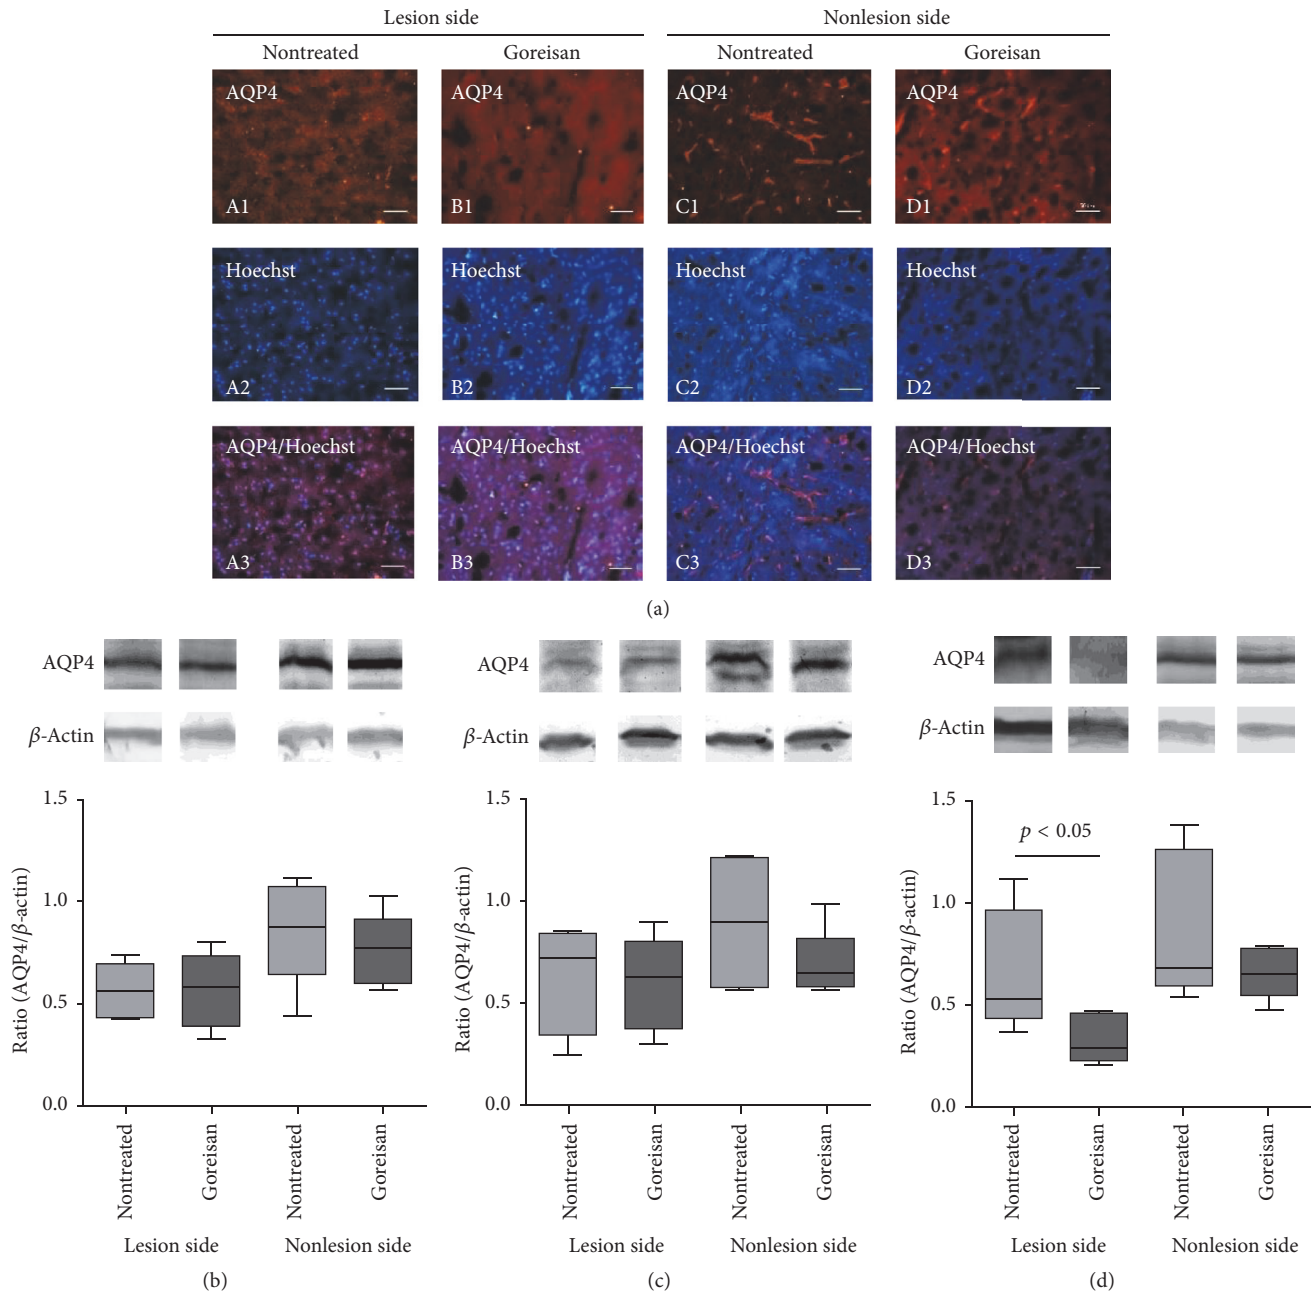 Lesion side Nonlesion side
Nontreated Goreisan Nontreated Goreisan
AQP4 AQP4 AQP4 AQP4
A1 B1 C1 D1
Hoechst Hoechst Hoechst Hoechst
A2 B2 C2 D2
AQP4/Hoechst AQP4/Hoechst AQP4/Hoechst AQP4/Hoechst
A3 B3 C3 D3
(a)
AQP4
β-Actin
1.5
1.0
0.5
0.0
Ratio (AQP4/β-actin)
Nontreated
Goreisan
Nontreated
Goreisan
Lesion side Nonlesion side
(b)
AQP4
β-Actin
1.5
1.0
0.5
0.0
Ratio (AQP4/β-actin)
Nontreated
Goreisan
Nontreated
Goreisan
Lesion side Nonlesion side
(c)
AQP4
β-Actin
1.5
p < 0.05
1.0
0.5
0.0
Ratio (AQP4/β-actin)
Nontreated
Goreisan
Nontreated
Goreisan
Lesion side Nonlesion side
(d)